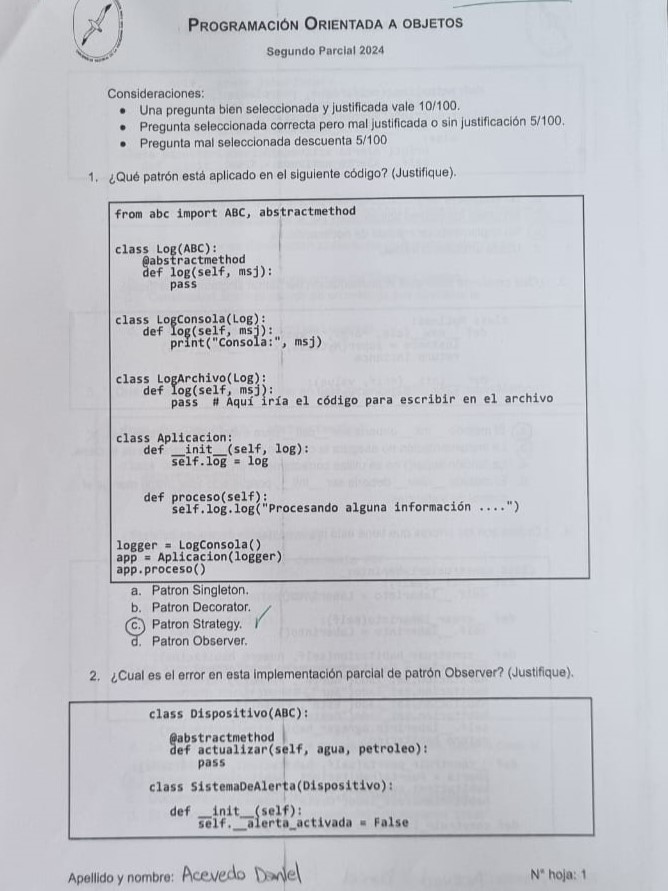 PROGRAMACIÓN ORIENTADA A OBJETOS
Segundo Parcial 2024
Consideraciones:
• Una pregunta bien seleccionada y justificada vale 10/100.
• Pregunta seleccionada correcta pero mal justificada o sin justificación 5/100.
• Pregunta mal seleccionada descuenta 5/100
1. ¿Qué patrón está aplicado en el siguiente código? (Justifique).
from abc import ABC, abstractmethod
class Log(ABC):
@abstractmethod
def log(self, msj):
pass
class LogConsola(Log):
def log(self, msj):
print("Consola:", msj)
class LogArchivo(Log):
def log(self, msj):
pass # Aquí iría el código para escribir en el archivo
class Aplicacion:
def __init__(self, log):
self.log = log
def proceso(self):
self.log.log("Procesando alguna información ....")
logger = LogConsola()
app = Aplicacion(logger)
app.proceso()
a. Patron Singleton.
b. Patron Decorator.
c. Patron Strategy.
d. Patron Observer.
2. ¿Cual es el error en esta implementación parcial de patrón Observer? (Justifique).
class Dispositivo(ABC):
@abstractmethod
def actualizar(self, agua, petroleo):
pass
class SistemaDeAlerta(Dispositivo):
def __init__(self):
self.__alerta_activada = False
Apellido y nombre: Acevedo Daniel
N° hoja: 1